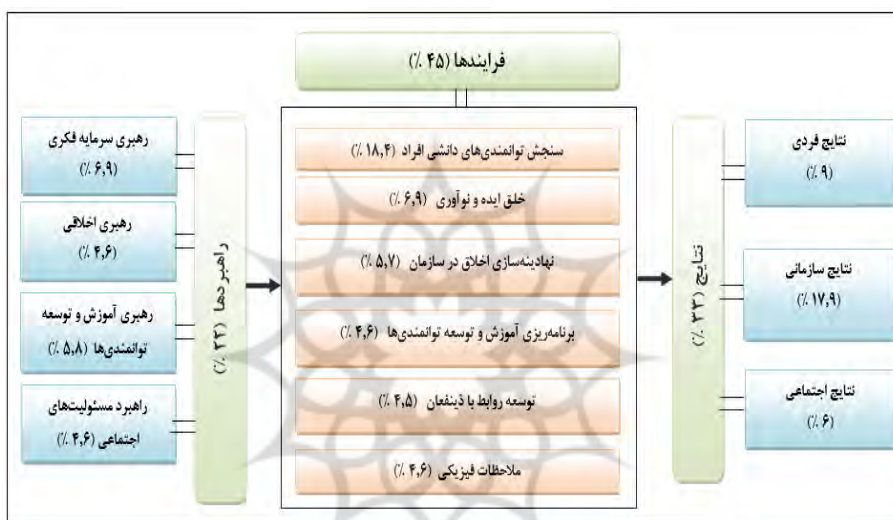 فرایندها (۴۵ ٪)
رهبری سرمایه فکری
(۶,۹ ٪)
رهبری اخلاقی
(۴,۶ ٪)
رهبری آموزش و توسعه
توانمندی‌ها (۵,۸ ٪)
راهبرد مسئولیت‌های
اجتماعی (۴,۶ ٪)
راهبردها (۲۲ ٪)
سنجش توانمندی‌های دانشی افراد (۱۸,۴ ٪)
خلق ایده و نوآوری (۶,۹ ٪)
نهادینه‌سازی اخلاق در سازمان (۵,۷ ٪)
برنامه‌ریزی آموزش و توسعه توانمندی‌ها (۴,۶ ٪)
توسعه روابط با ذینفعان (۴,۵ ٪)
ملاحظات فیزیکی (۴,۶ ٪)
نتایج (۳۳ ٪)
نتایج فردی
(۹ ٪)
نتایج سازمانی
(۱۷,۹ ٪)
نتایج اجتماعی
(۶ ٪)